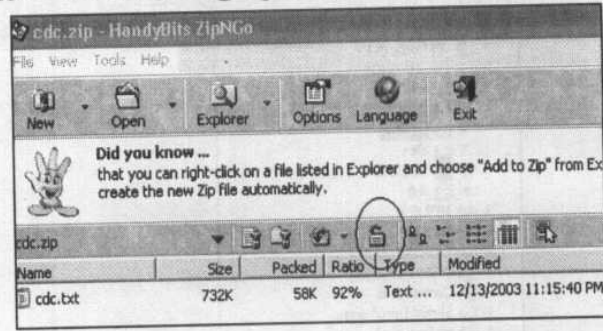 cdc.zip - HandyBits ZipNGo
File View Tools Help
New Open Explorer Options Language Exit
Did you know ...
that you can right-click on a file listed in Explorer and choose "Add to Zip" from Ex
create the new Zip file automatically.
cdc.zip
Name Size Packed Ratio Type Modified
cdc.txt 732K 58K 92% Text ... 12/13/2003 11:15:40 PM